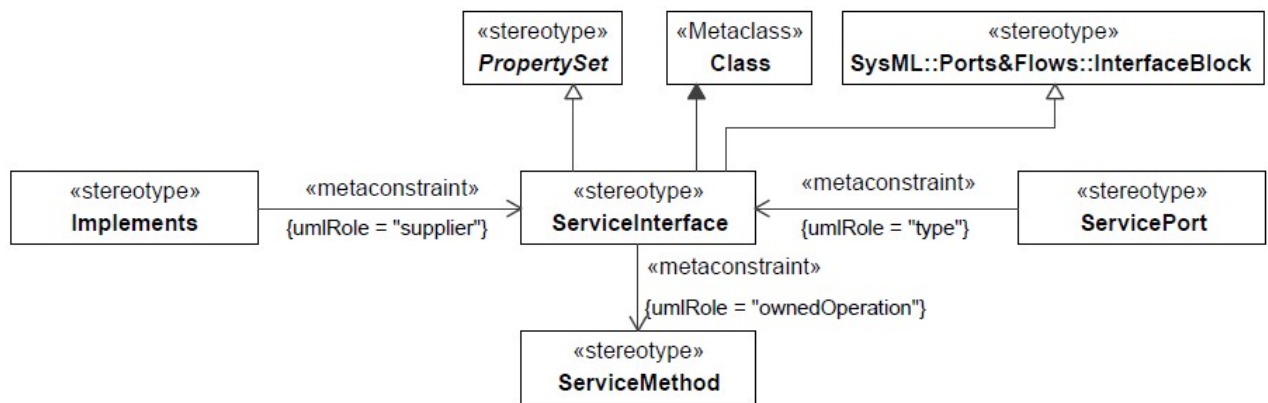 «stereotype»
PropertySet
«Metaclass»
Class
«stereotype»
SysML::Ports&Flows::InterfaceBlock
«stereotype»
Implements
«metaconstraint»
{umlRole = "supplier"}
«stereotype»
ServiceInterface
«metaconstraint»
{umlRole = "type"}
«stereotype»
ServicePort
«metaconstraint»
{umlRole = "ownedOperation"}
«stereotype»
ServiceMethod